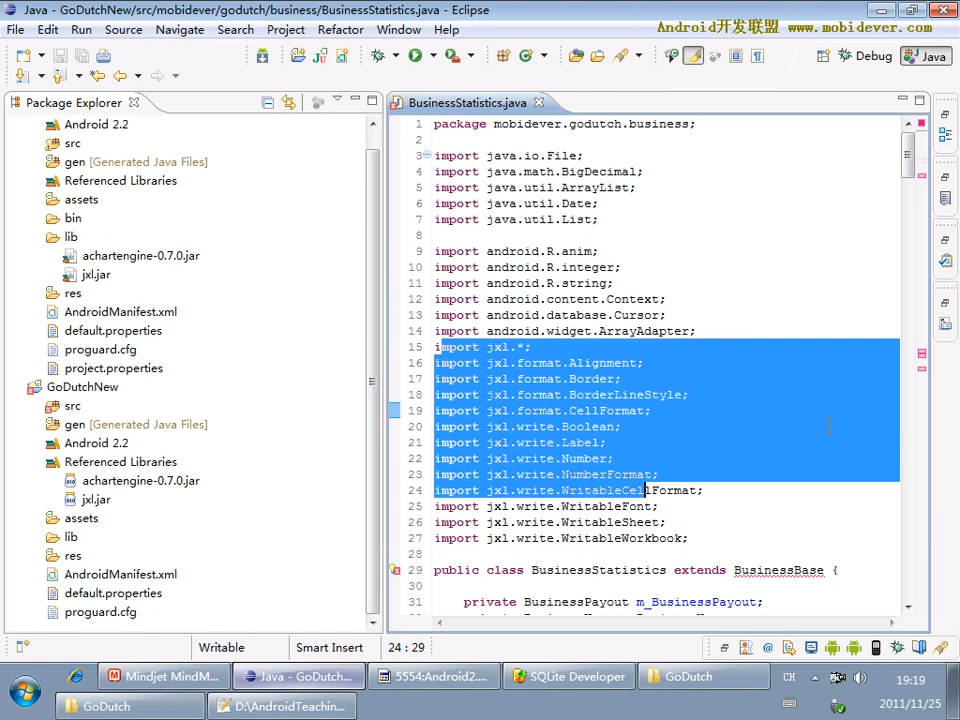 Java - GoDutchNew/src/mobidever/godutch/business/BusinessStatistics.java - Eclipse
File Edit Run Source Navigate Search Project Refactor Window Help
Android开发联盟 www.mobidever.com
Debug Java
Package Explorer
Android 2.2
src
gen [Generated Java Files]
Referenced Libraries
assets
bin
lib
achartengine-0.7.0.jar
jxl.jar
res
AndroidManifest.xml
default.properties
proguard.cfg
project.properties
GoDutchNew
src
gen [Generated Java Files]
Android 2.2
Referenced Libraries
achartengine-0.7.0.jar
jxl.jar
assets
lib
res
AndroidManifest.xml
default.properties
proguard.cfg
BusinessStatistics.java
1 package mobidever.godutch.business;
2
3 import java.io.File;
4 import java.math.BigDecimal;
5 import java.util.ArrayList;
6 import java.util.Date;
7 import java.util.List;
8
9 import android.R.anim;
10 import android.R.integer;
11 import android.R.string;
12 import android.content.Context;
13 import android.database.Cursor;
14 import android.widget.ArrayAdapter;
15 import jxl.*;
16 import jxl.format.Alignment;
17 import jxl.format.Border;
18 import jxl.format.BorderLineStyle;
19 import jxl.format.CellFormat;
20 import jxl.write.Boolean;
21 import jxl.write.Label;
22 import jxl.write.Number;
23 import jxl.write.NumberFormat;
24 import jxl.write.WritableCellFormat;
25 import jxl.write.WritableFont;
26 import jxl.write.WritableSheet;
27 import jxl.write.WritableWorkbook;
28
29 public class BusinessStatistics extends BusinessBase {
30
31 private BusinessPayout m_BusinessPayout;
Writable Smart Insert 24 : 29
Mindjet MindM... Java - GoDutch... 5554:Android2.... SQLite Developer GoDutch
GoDutch D:\AndroidTeachin...
CH 19:19
2011/11/25